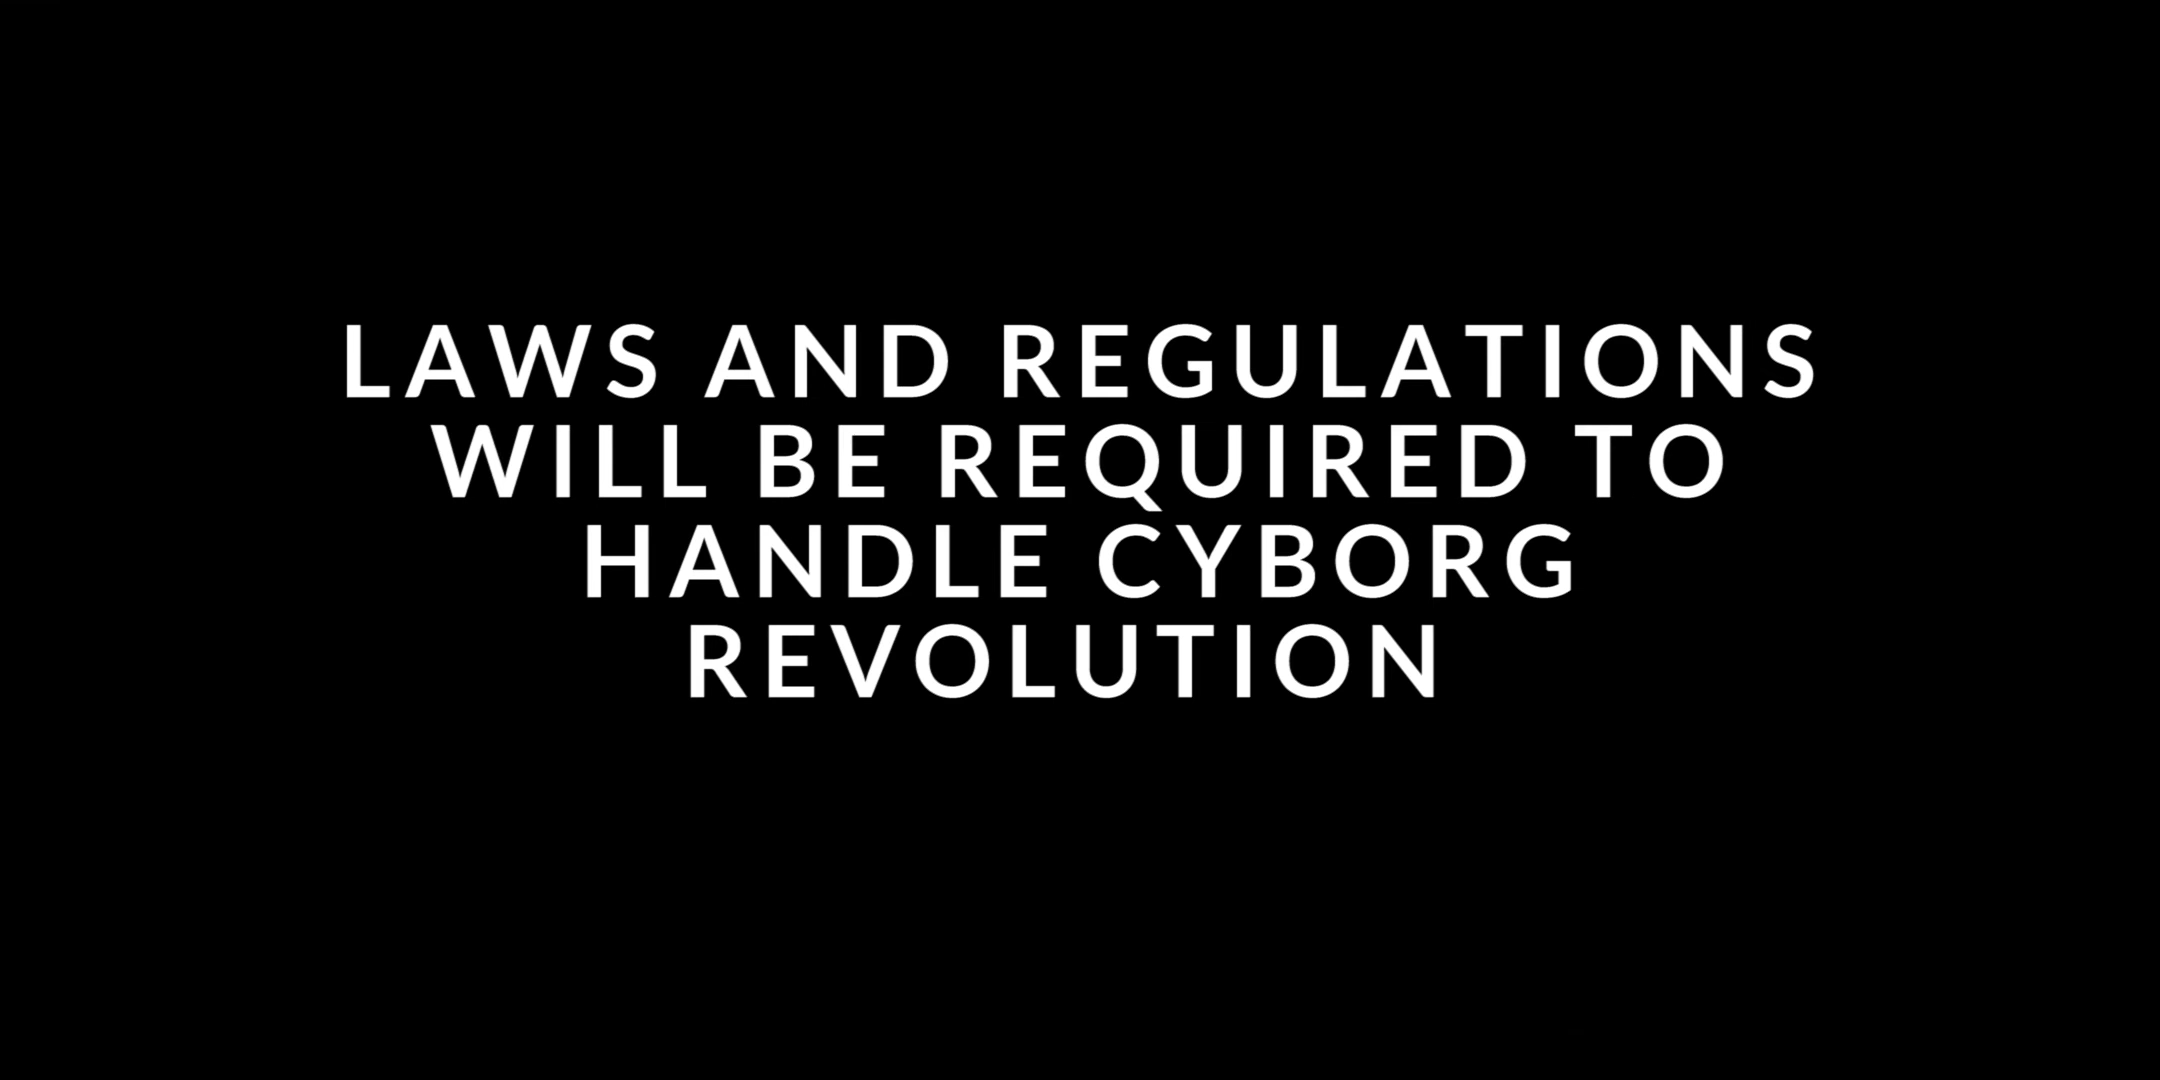 LAWS AND REGULATIONS
WILL BE REQUIRED TO
HANDLE CYBORG
REVOLUTION